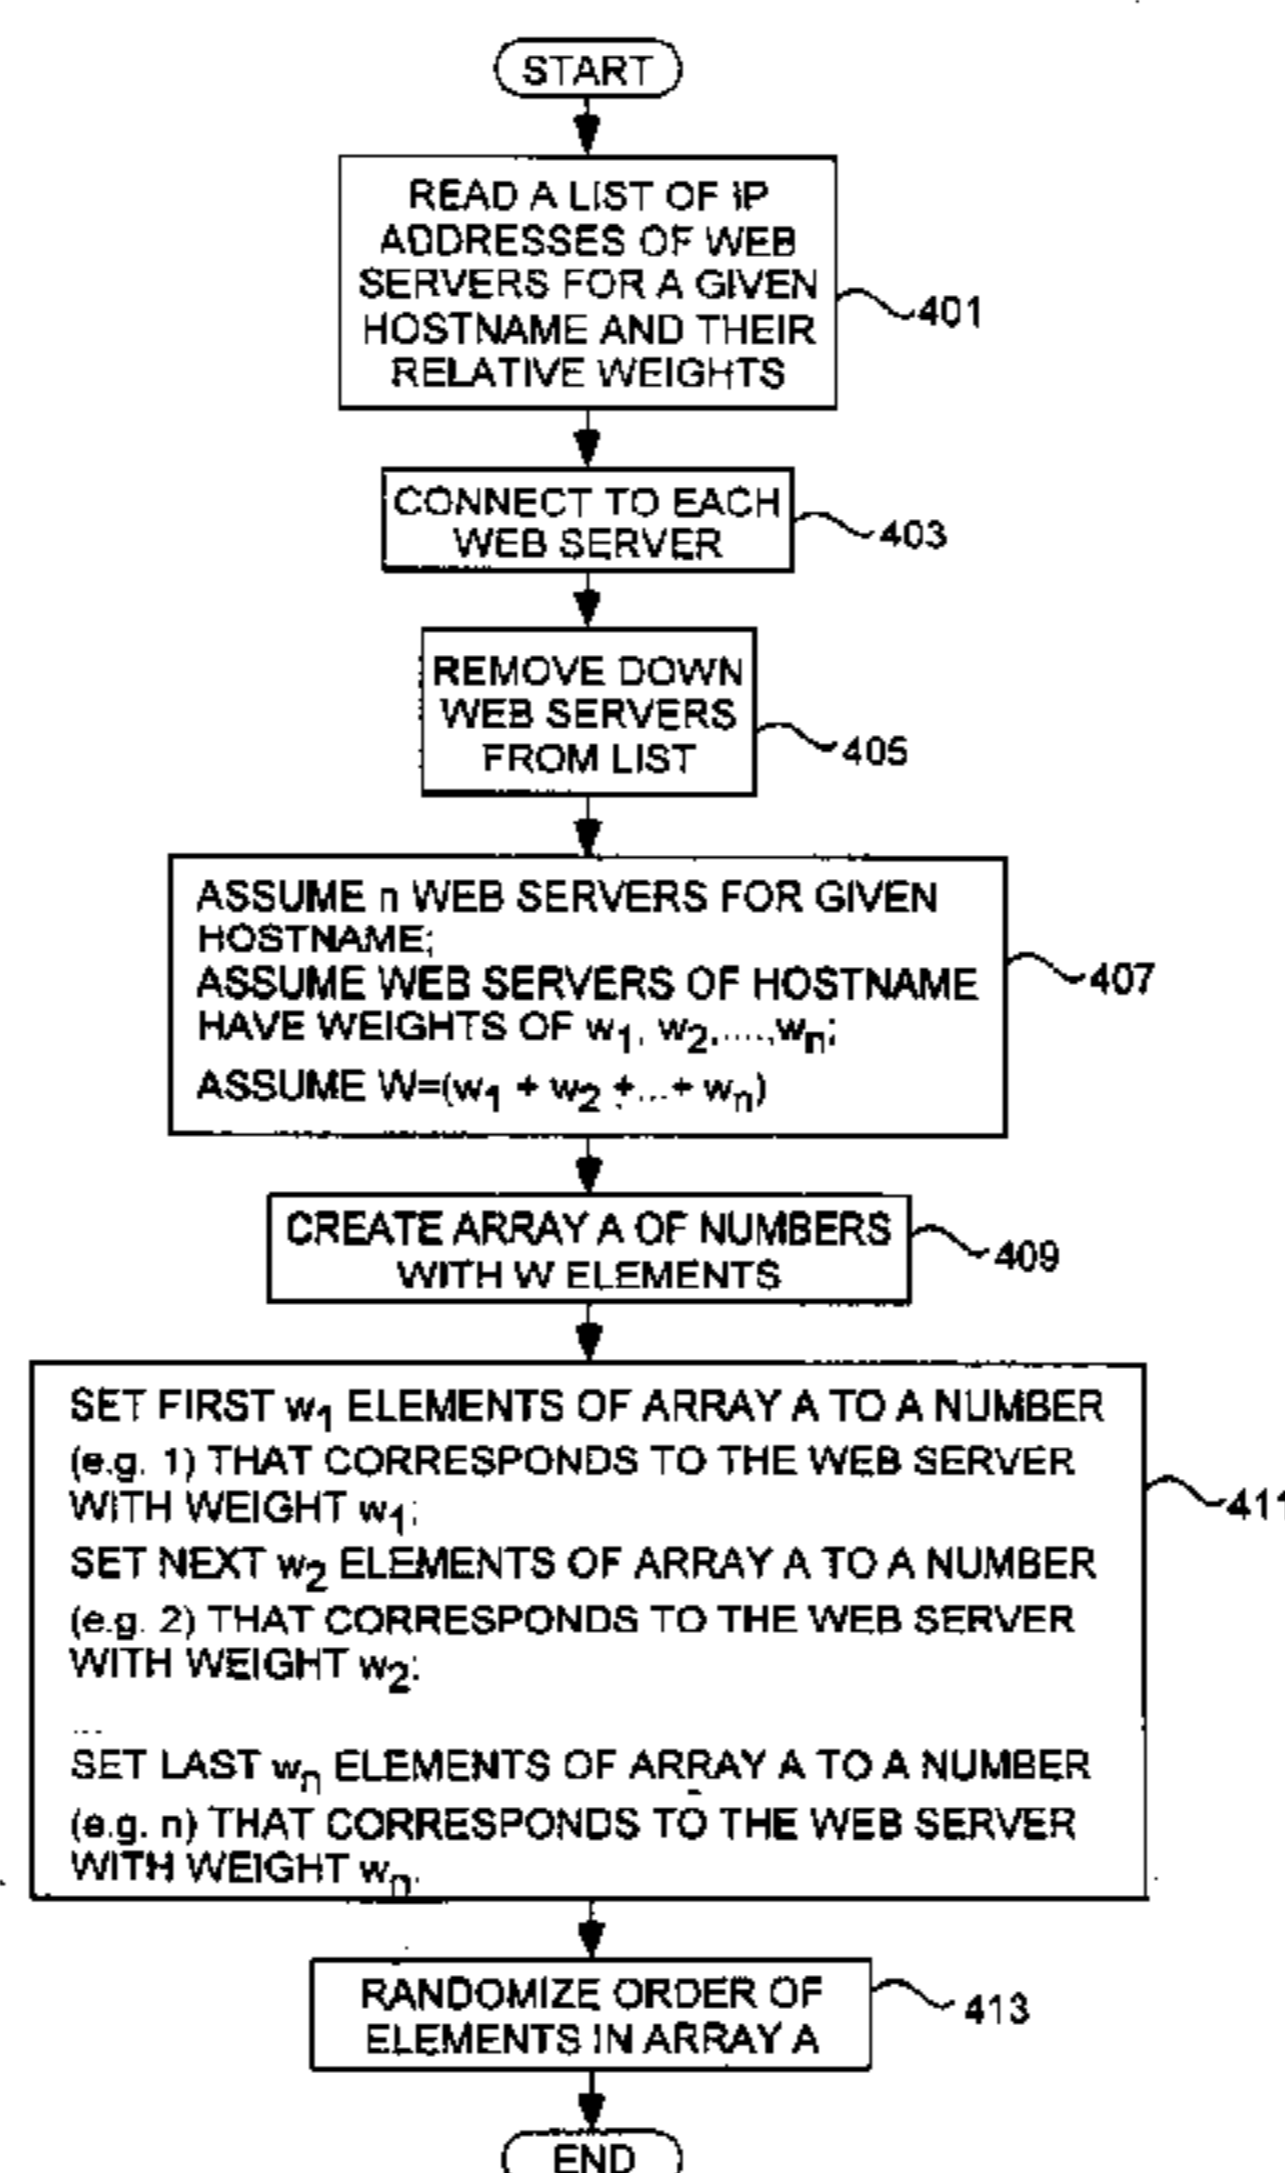 START
READ A LIST OF IP
ADDRESSES OF WEB
SERVERS FOR A GIVEN
HOSTNAME AND THEIR
RELATIVE WEIGHTS
401
CONNECT TO EACH
WEB SERVER
403
REMOVE DOWN
WEB SERVERS
FROM LIST
405
ASSUME n WEB SERVERS FOR GIVEN
HOSTNAME;
ASSUME WEB SERVERS OF HOSTNAME
HAVE WEIGHTS OF w1, w2,....,wn;
ASSUME W=(w1 + w2 +...+ wn)
407
CREATE ARRAY A OF NUMBERS
WITH W ELEMENTS
409
SET FIRST w1 ELEMENTS OF ARRAY A TO A NUMBER
(e.g. 1) THAT CORRESPONDS TO THE WEB SERVER
WITH WEIGHT w1;
SET NEXT w2 ELEMENTS OF ARRAY A TO A NUMBER
(e.g. 2) THAT CORRESPONDS TO THE WEB SERVER
WITH WEIGHT w2;
...
SET LAST wn ELEMENTS OF ARRAY A TO A NUMBER
(e.g. n) THAT CORRESPONDS TO THE WEB SERVER
WITH WEIGHT wn.
411
RANDOMIZE ORDER OF
ELEMENTS IN ARRAY A
413
END